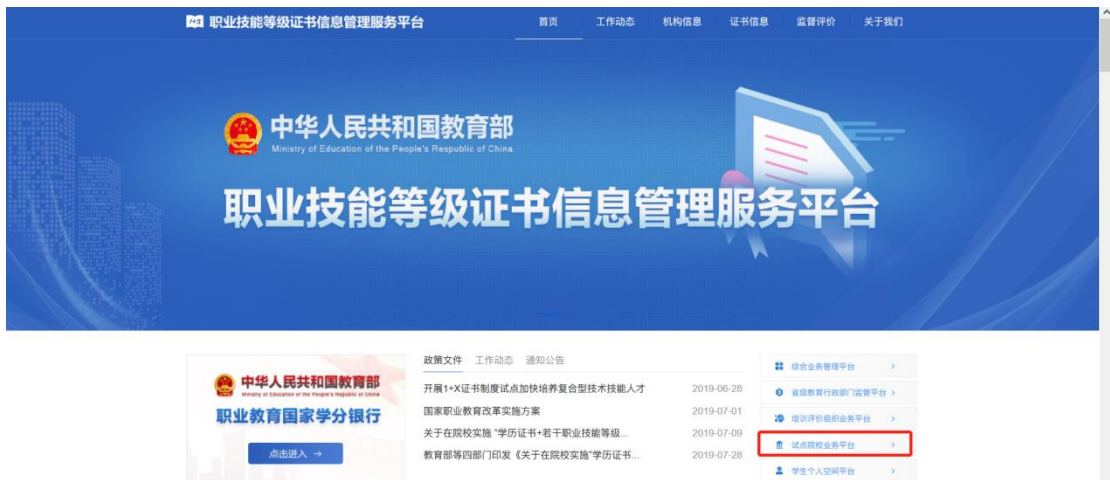 职业技能等级证书信息管理服务平台
首页 工作动态 机构信息 证书信息 监督评价 关于我们
中华人民共和国教育部
Ministry of Education of the People's Respublic of China
职业技能等级证书信息管理服务平台
中华人民共和国教育部
Ministry of Education of the People's Respublic of China
职业教育国家学分银行
点击进入 →
政策文件 工作动态 通知公告
开展1+X证书制度试点加快培养复合型技术技能人才 2019-06-28
国家职业教育改革实施方案 2019-07-01
关于在院校实施 “学历证书+若干职业技能等级... 2019-07-09
教育部等四部门印发《关于在院校实施“学历证书... 2019-07-28
综合业务管理平台 >
省级教育行政部门监管平台 >
培训评价组织业务平台 >
试点院校业务平台 >
学生个人空间平台 >